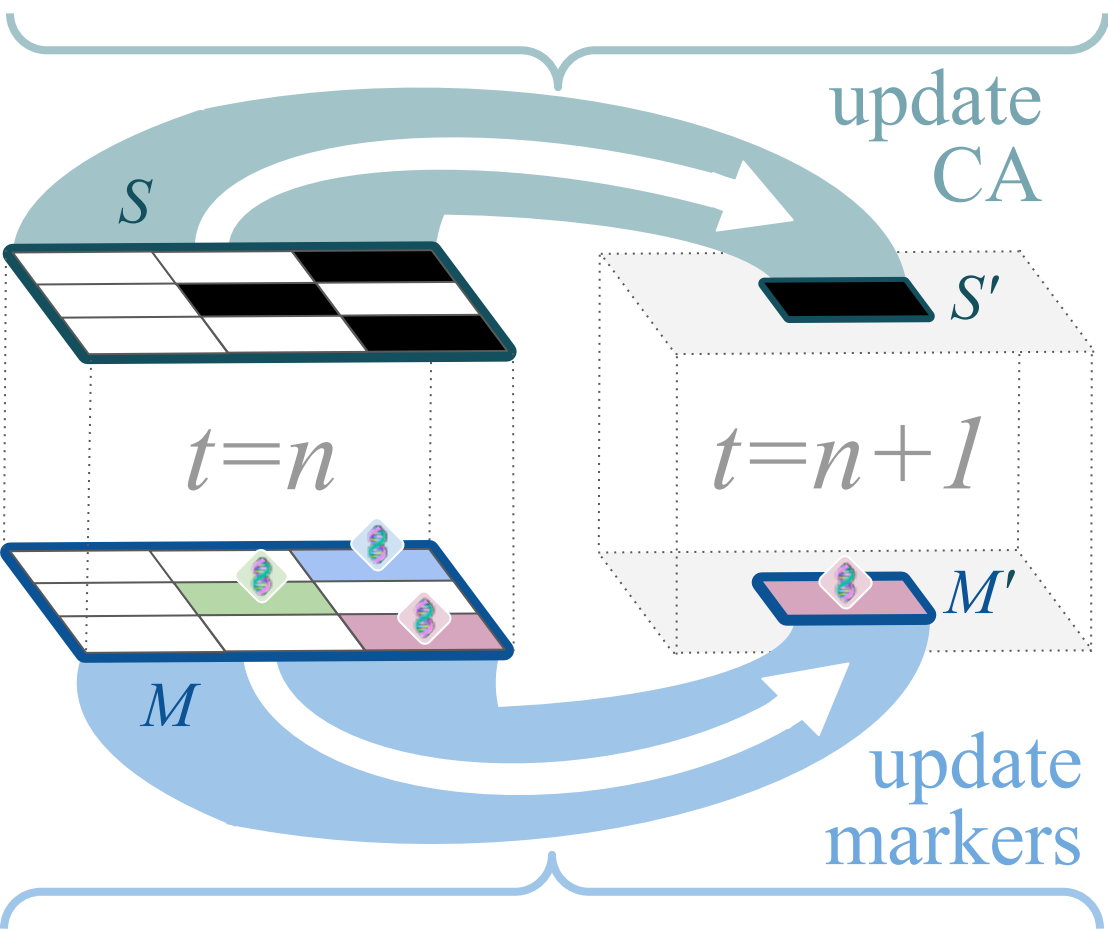 update
CA
S
S′
t=n
t=n+1
M′
M
update
markers